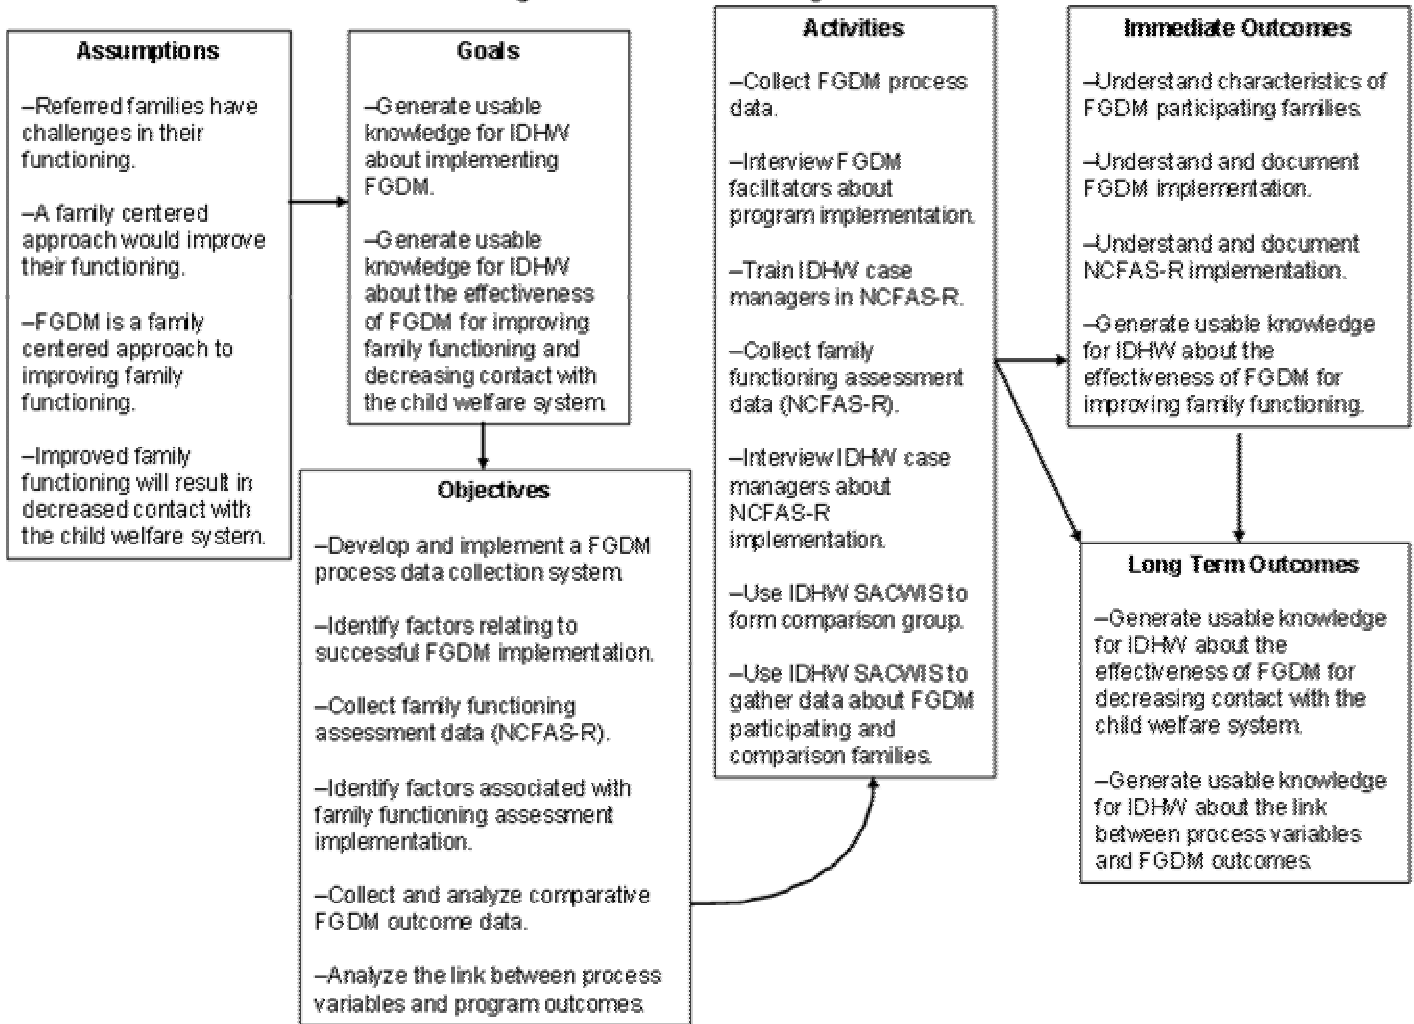 Assumptions
–Referred families have
challenges in their
functioning.
–A family centered
approach would improve
their functioning.
–FGDM is a family
centered approach to
improving family
functioning.
–Improved family
functioning will result in
decreased contact with
the child welfare system.
Goals
–Generate usable
knowledge for IDHW
about implementing
FGDM.
–Generate usable
knowledge for IDHW
about the effectiveness
of FGDM for improving
family functioning and
decreasing contact with
the child welfare system.
Objectives
–Develop and implement a FGDM
process data collection system.
–Identify factors relating to
successful FGDM implementation.
–Collect family functioning
assessment data (NCFAS-R).
–Identify factors associated with
family functioning assessment
implementation.
–Collect and analyze comparative
FGDM outcome data.
–Analyze the link between process
variables and program outcomes.
Activities
–Collect FGDM process
data.
–Interview FGDM
facilitators about
program implementation.
–Train IDHW case
managers in NCFAS-R.
–Collect family
functioning assessment
data (NCFAS-R).
–Interview IDHW case
managers about
NCFAS-R
implementation.
–Use IDHW SACWIS to
form comparison group.
–Use IDHW SACWIS to
gather data about FGDM
participating and
comparison families.
Immediate Outcomes
–Understand characteristics of
FGDM participating families.
–Understand and document
FGDM implementation.
–Understand and document
NCFAS-R implementation.
–Generate usable knowledge
for IDHW about the
effectiveness of FGDM for
improving family functioning.
Long Term Outcomes
–Generate usable knowledge
for IDHW about the
effectiveness of FGDM for
decreasing contact with the
child welfare system.
–Generate usable knowledge
for IDHW about the link
between process variables
and FGDM outcomes.